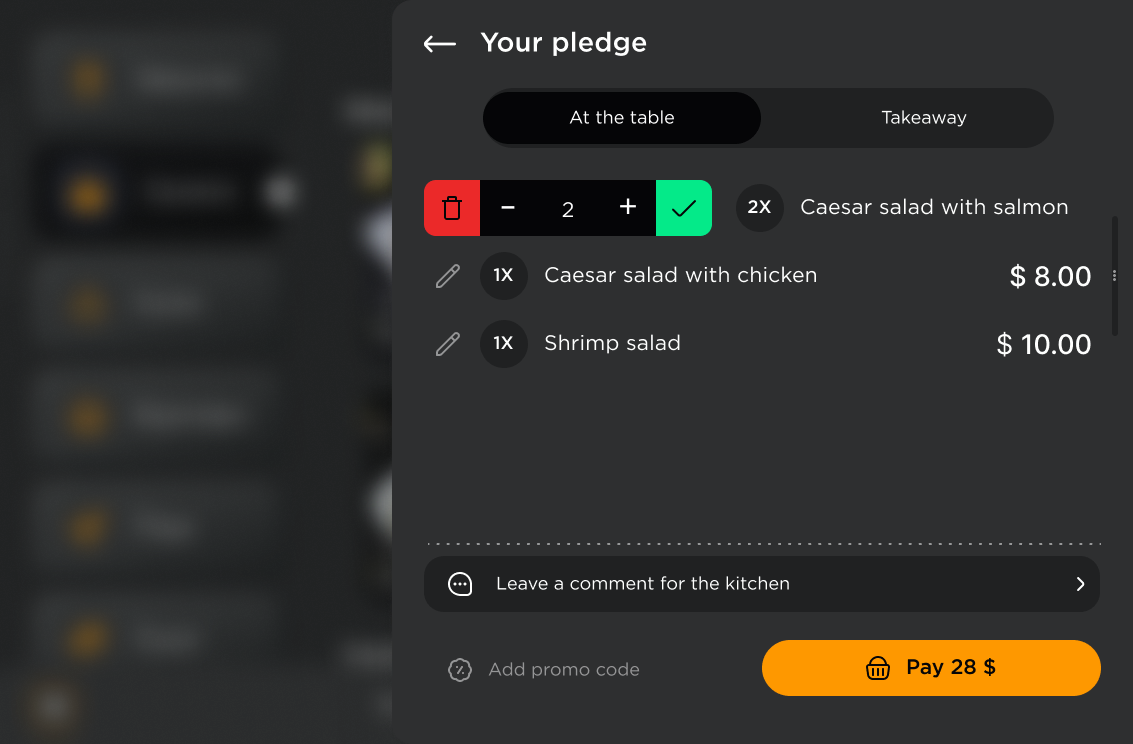 Your pledge
At the table Takeaway
− 2 + 2X Caesar salad with salmon
1X Caesar salad with chicken $ 8.00
1X Shrimp salad $ 10.00
Leave a comment for the kitchen
Add promo code Pay 28 $